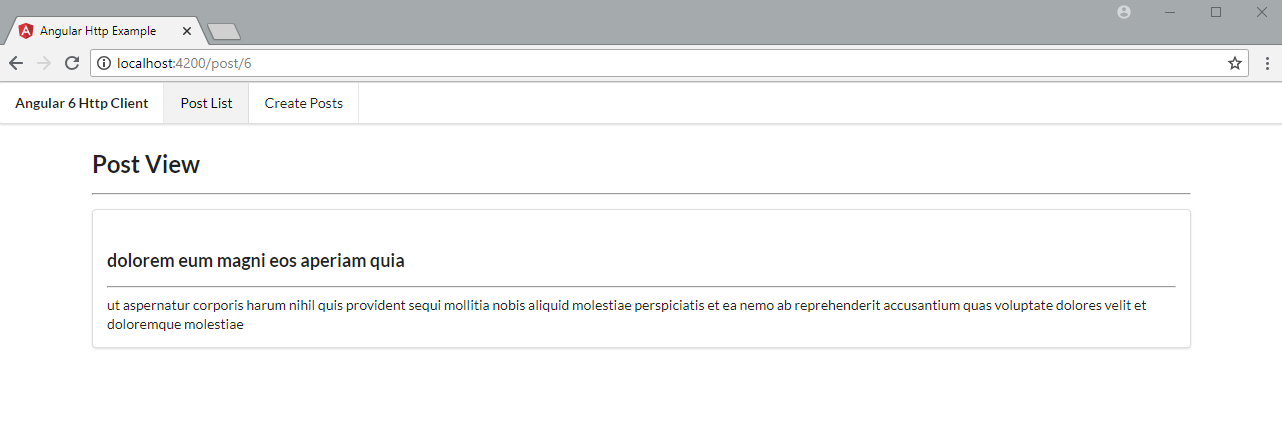 Angular Http Example
localhost:4200/post/6
Angular 6 Http Client Post List Create Posts
Post View
dolorem eum magni eos aperiam quia
ut aspernatur corporis harum nihil quis provident sequi mollitia nobis aliquid molestiae perspiciatis et ea nemo ab reprehenderit accusantium quas voluptate dolores velit et
doloremque molestiae